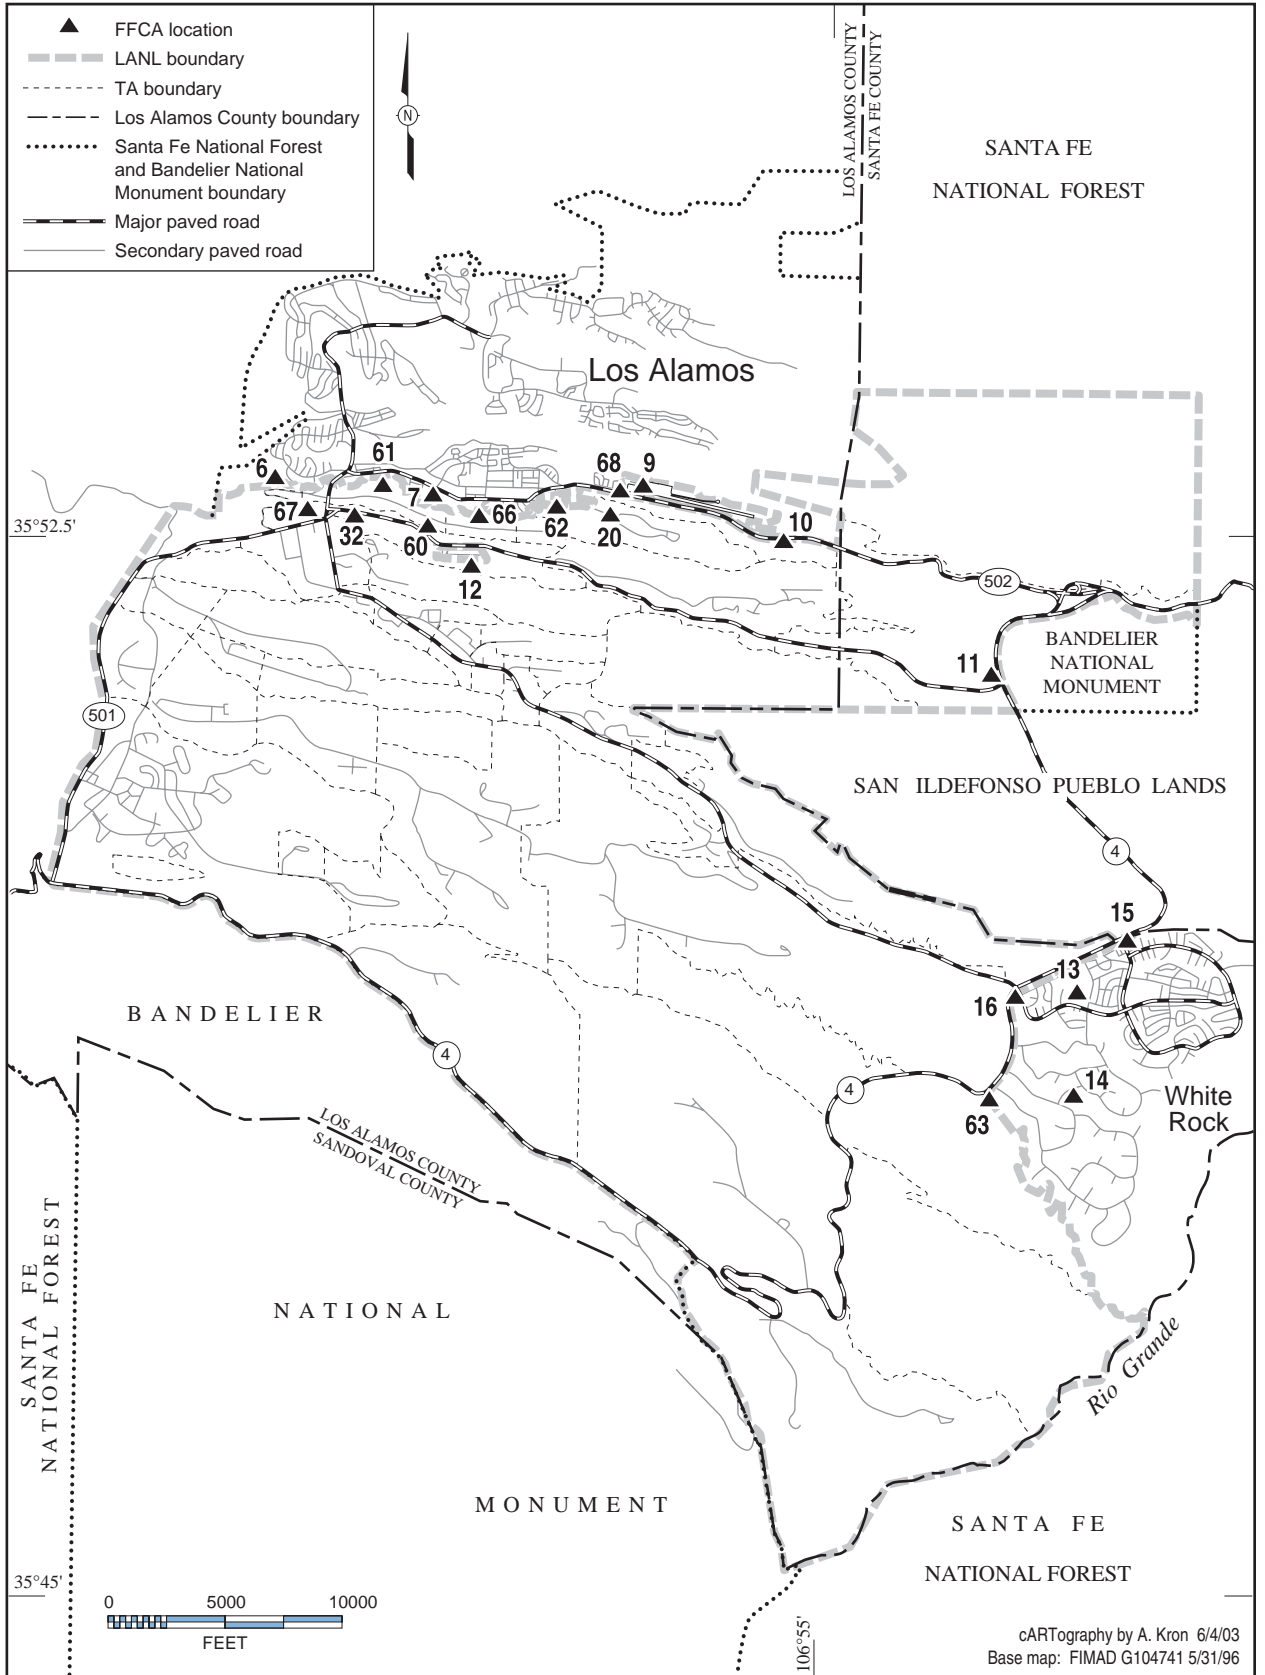 FFCA location
LANL boundary
TA boundary
Los Alamos County boundary
Santa Fe National Forest
and Bandelier National
Monument boundary
Major paved road
Secondary paved road
N
LOS ALAMOS COUNTY
SANTA FE COUNTY
SANTA FE
NATIONAL FOREST
Los Alamos
61
68
9
6
7
67
32
66
62
20
10
60
12
35°52.5'
502
BANDELIER
NATIONAL
MONUMENT
11
501
SAN ILDEFONSO PUEBLO LANDS
4
15
13
16
BANDELIER
4
4
14
63
White
Rock
LOS ALAMOS COUNTY
SANDOVAL COUNTY
SANTA FE
NATIONAL FOREST
NATIONAL
Rio Grande
MONUMENT
SANTA FE
NATIONAL FOREST
35°45'
0 5000 10000
FEET
106°55'
cARTography by A. Kron 6/4/03
Base map: FIMAD G104741 5/31/96